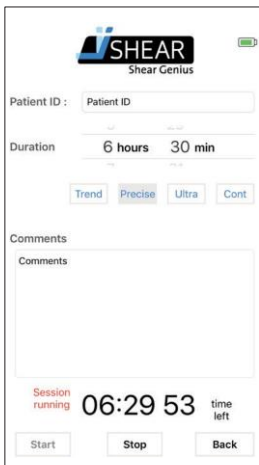 SHEAR
Shear Genius
Patient ID : Patient ID
Duration 6 hours 30 min
Trend Precise Ultra Cont
Comments
Comments
Session
running 06:29 53 time
left
Start Stop Back